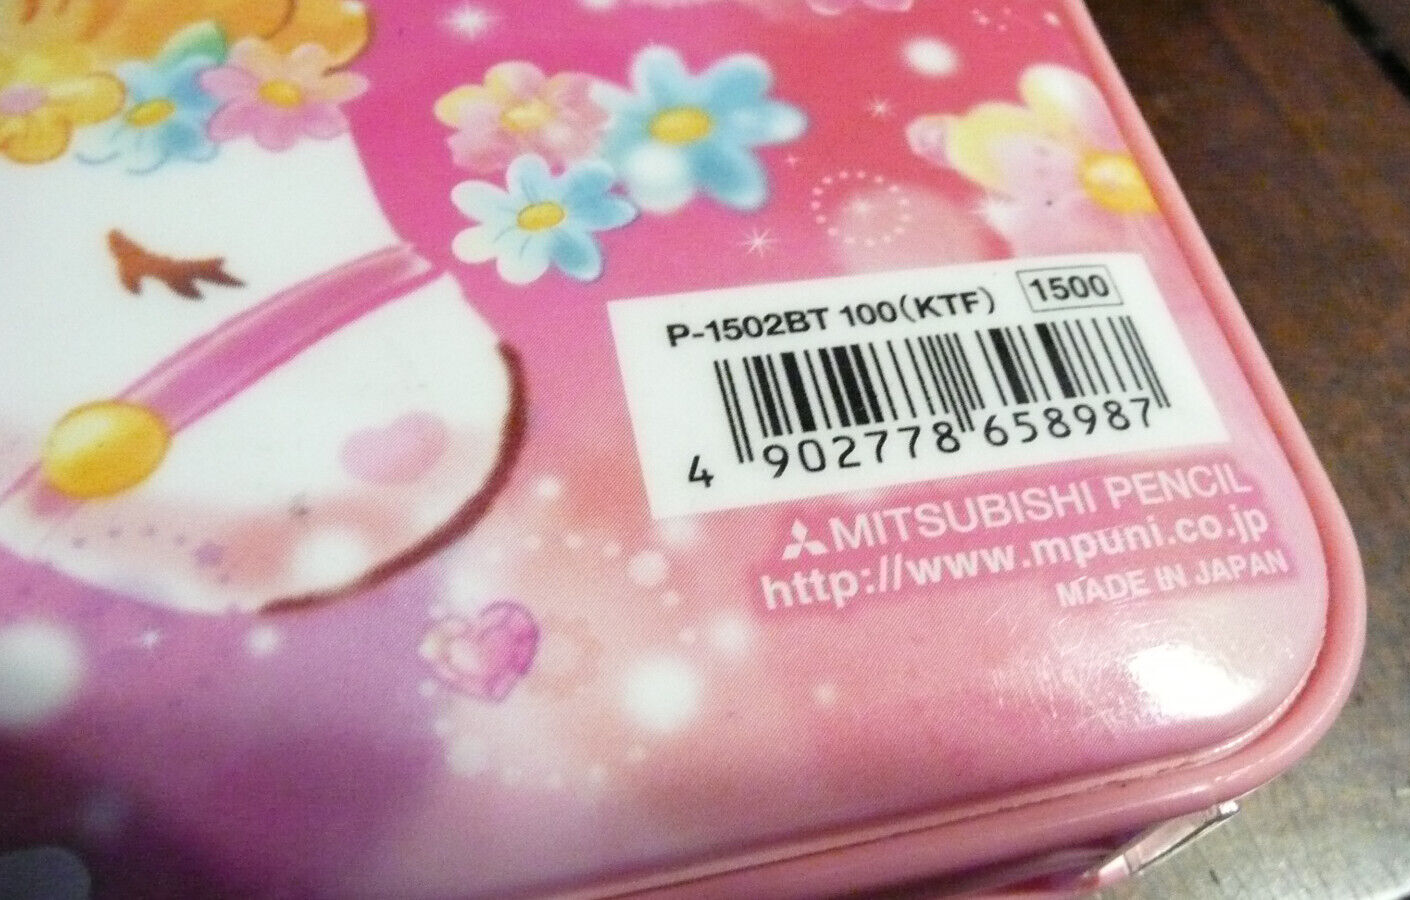 P-1502BT 100(KTF) 1500
4 902778 658987
MITSUBISHI PENCIL
http://www.mpuni.co.jp
MADE IN JAPAN